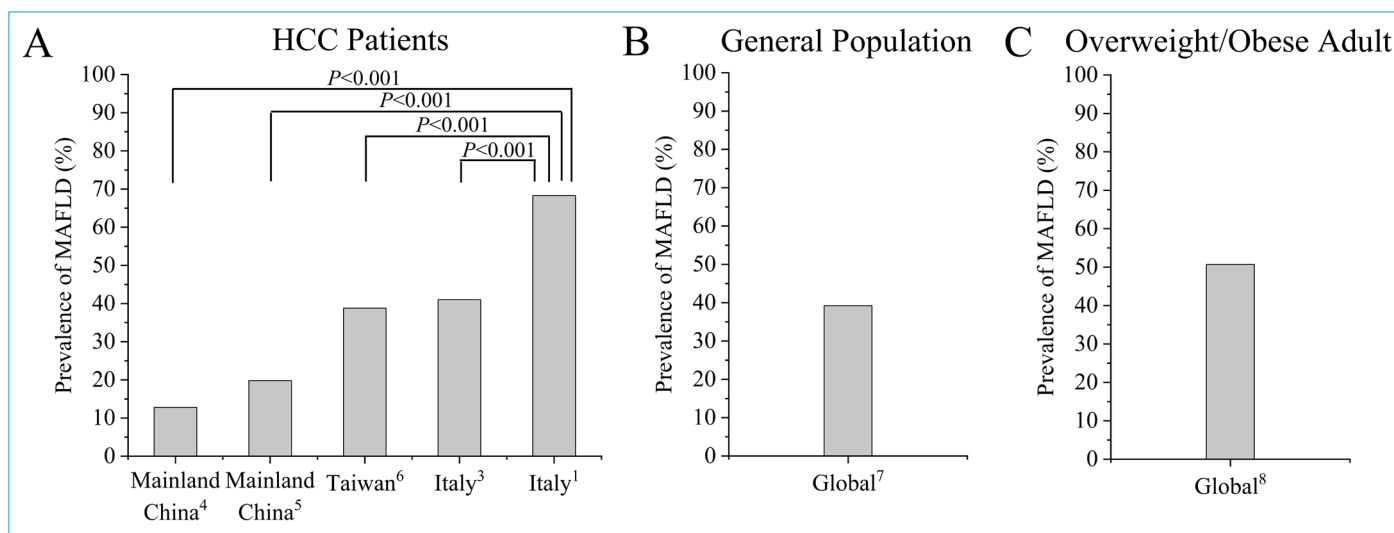 A
HCC Patients
Prevalence of MAFLD (%)
100
90
80
70
60
50
40
30
20
10
0
P<0.001
P<0.001
P<0.001
P<0.001
Mainland
China⁴
Mainland
China⁵
Taiwan⁶
Italy³
Italy¹
B
General Population
Prevalence of MAFLD (%)
100
90
80
70
60
50
40
30
20
10
0
Global⁷
C
Overweight/Obese Adult
Prevalence of MAFLD (%)
100
90
80
70
60
50
40
30
20
10
0
Global⁸